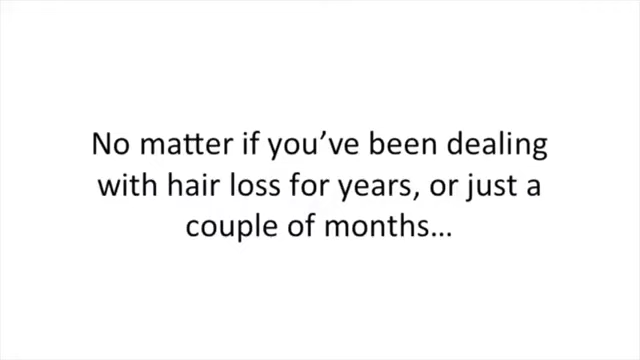 No matter if you’ve been dealing
with hair loss for years, or just a
couple of months…